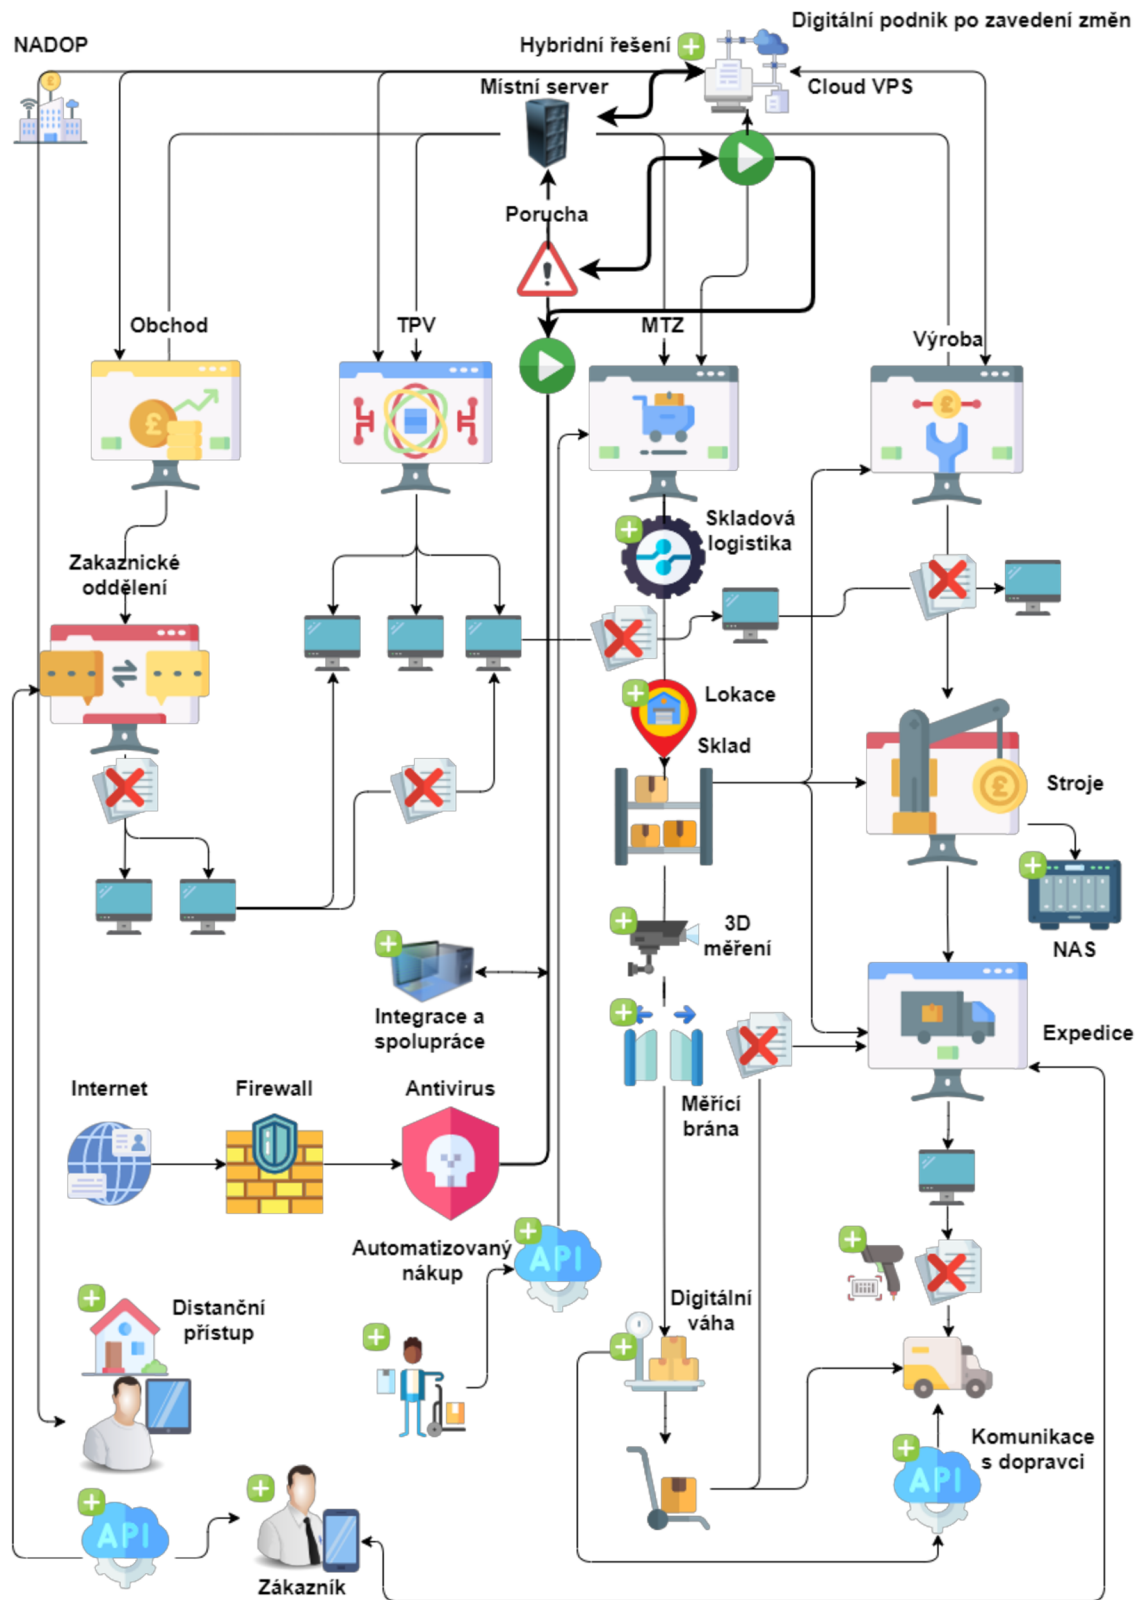 Digitální podnik po zavedení změn
NADOP
Hybridní řešení
Místní server
Cloud VPS
Porucha
Obchod
TPV
MTZ
Výroba
Skladová
logistika
Zakaznické
oddělení
Lokace
Sklad
Stroje
3D
měření
NAS
Integrace a
spolupráce
Expedice
Internet
Firewall
Antivirus
Měřící
brána
Automatizovaný
nákup
API
Distanční
přístup
Digitální
váha
Komunikace
s dopravci
API
API
Zákazník